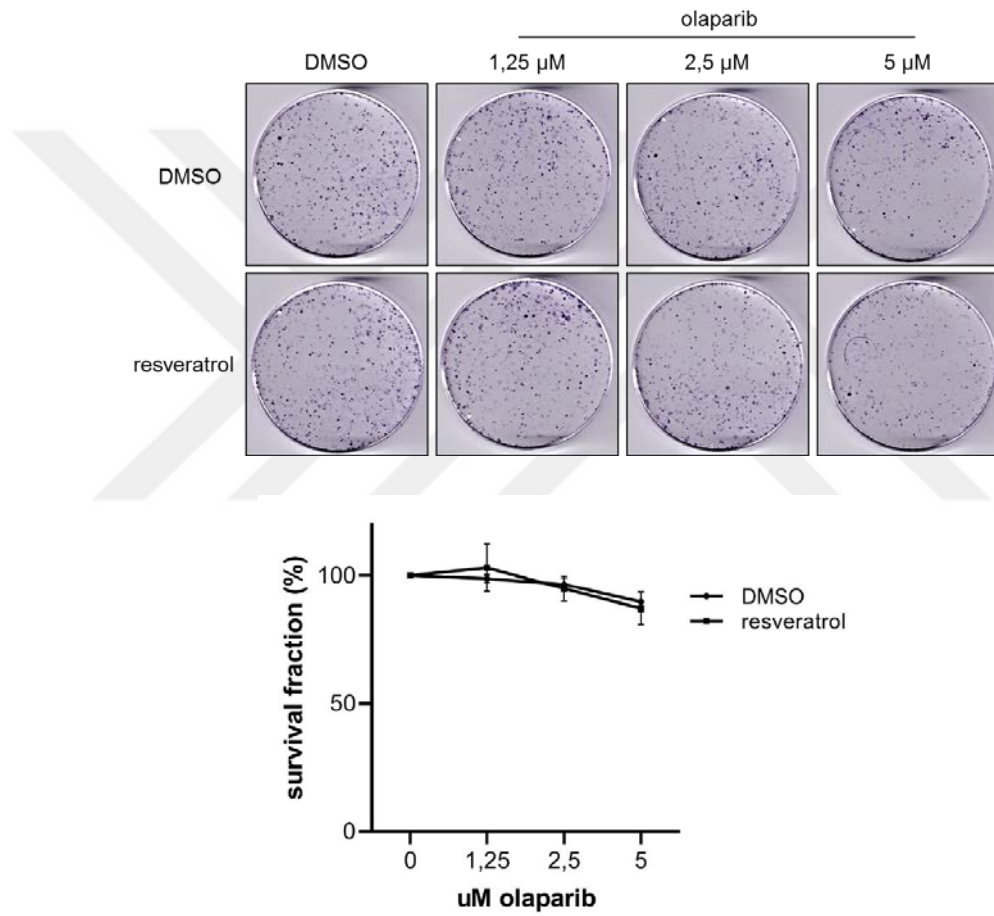 olaparib
DMSO 1,25 µM 2,5 µM 5 µM
DMSO
resveratrol
survival fraction (%)
100
50
0
0 1,25 2,5 5
uM olaparib
DMSO
resveratrol